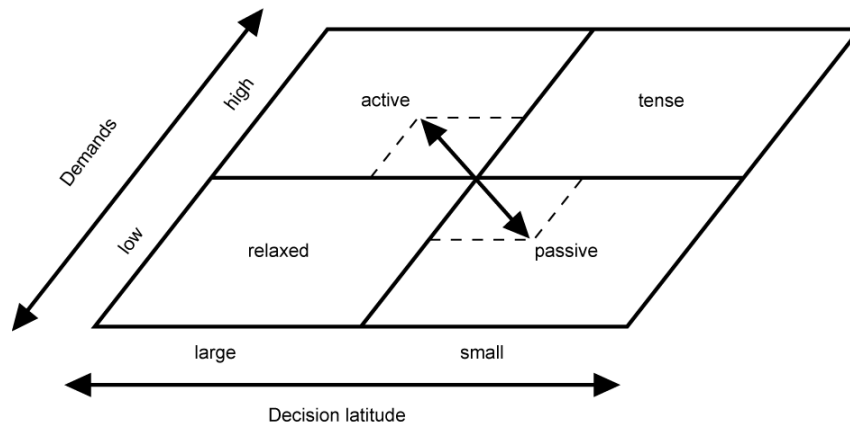 active
tense
high
Demands
low
relaxed
passive
large
small
Decision latitude